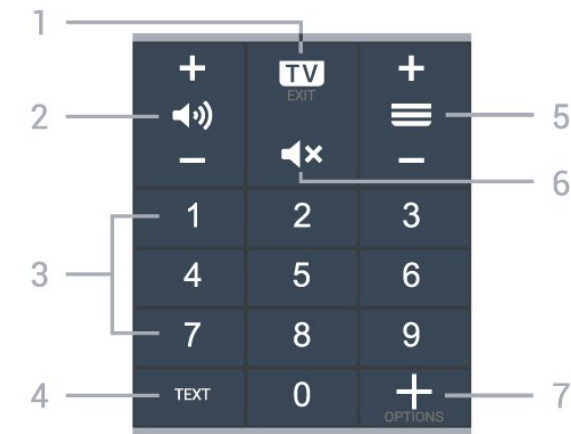 1
+ TV +
EXIT
2 5
− −
6
1 2 3
3 4 5 6
7 8 9
4 TEXT 0 + 7
OPTIONS